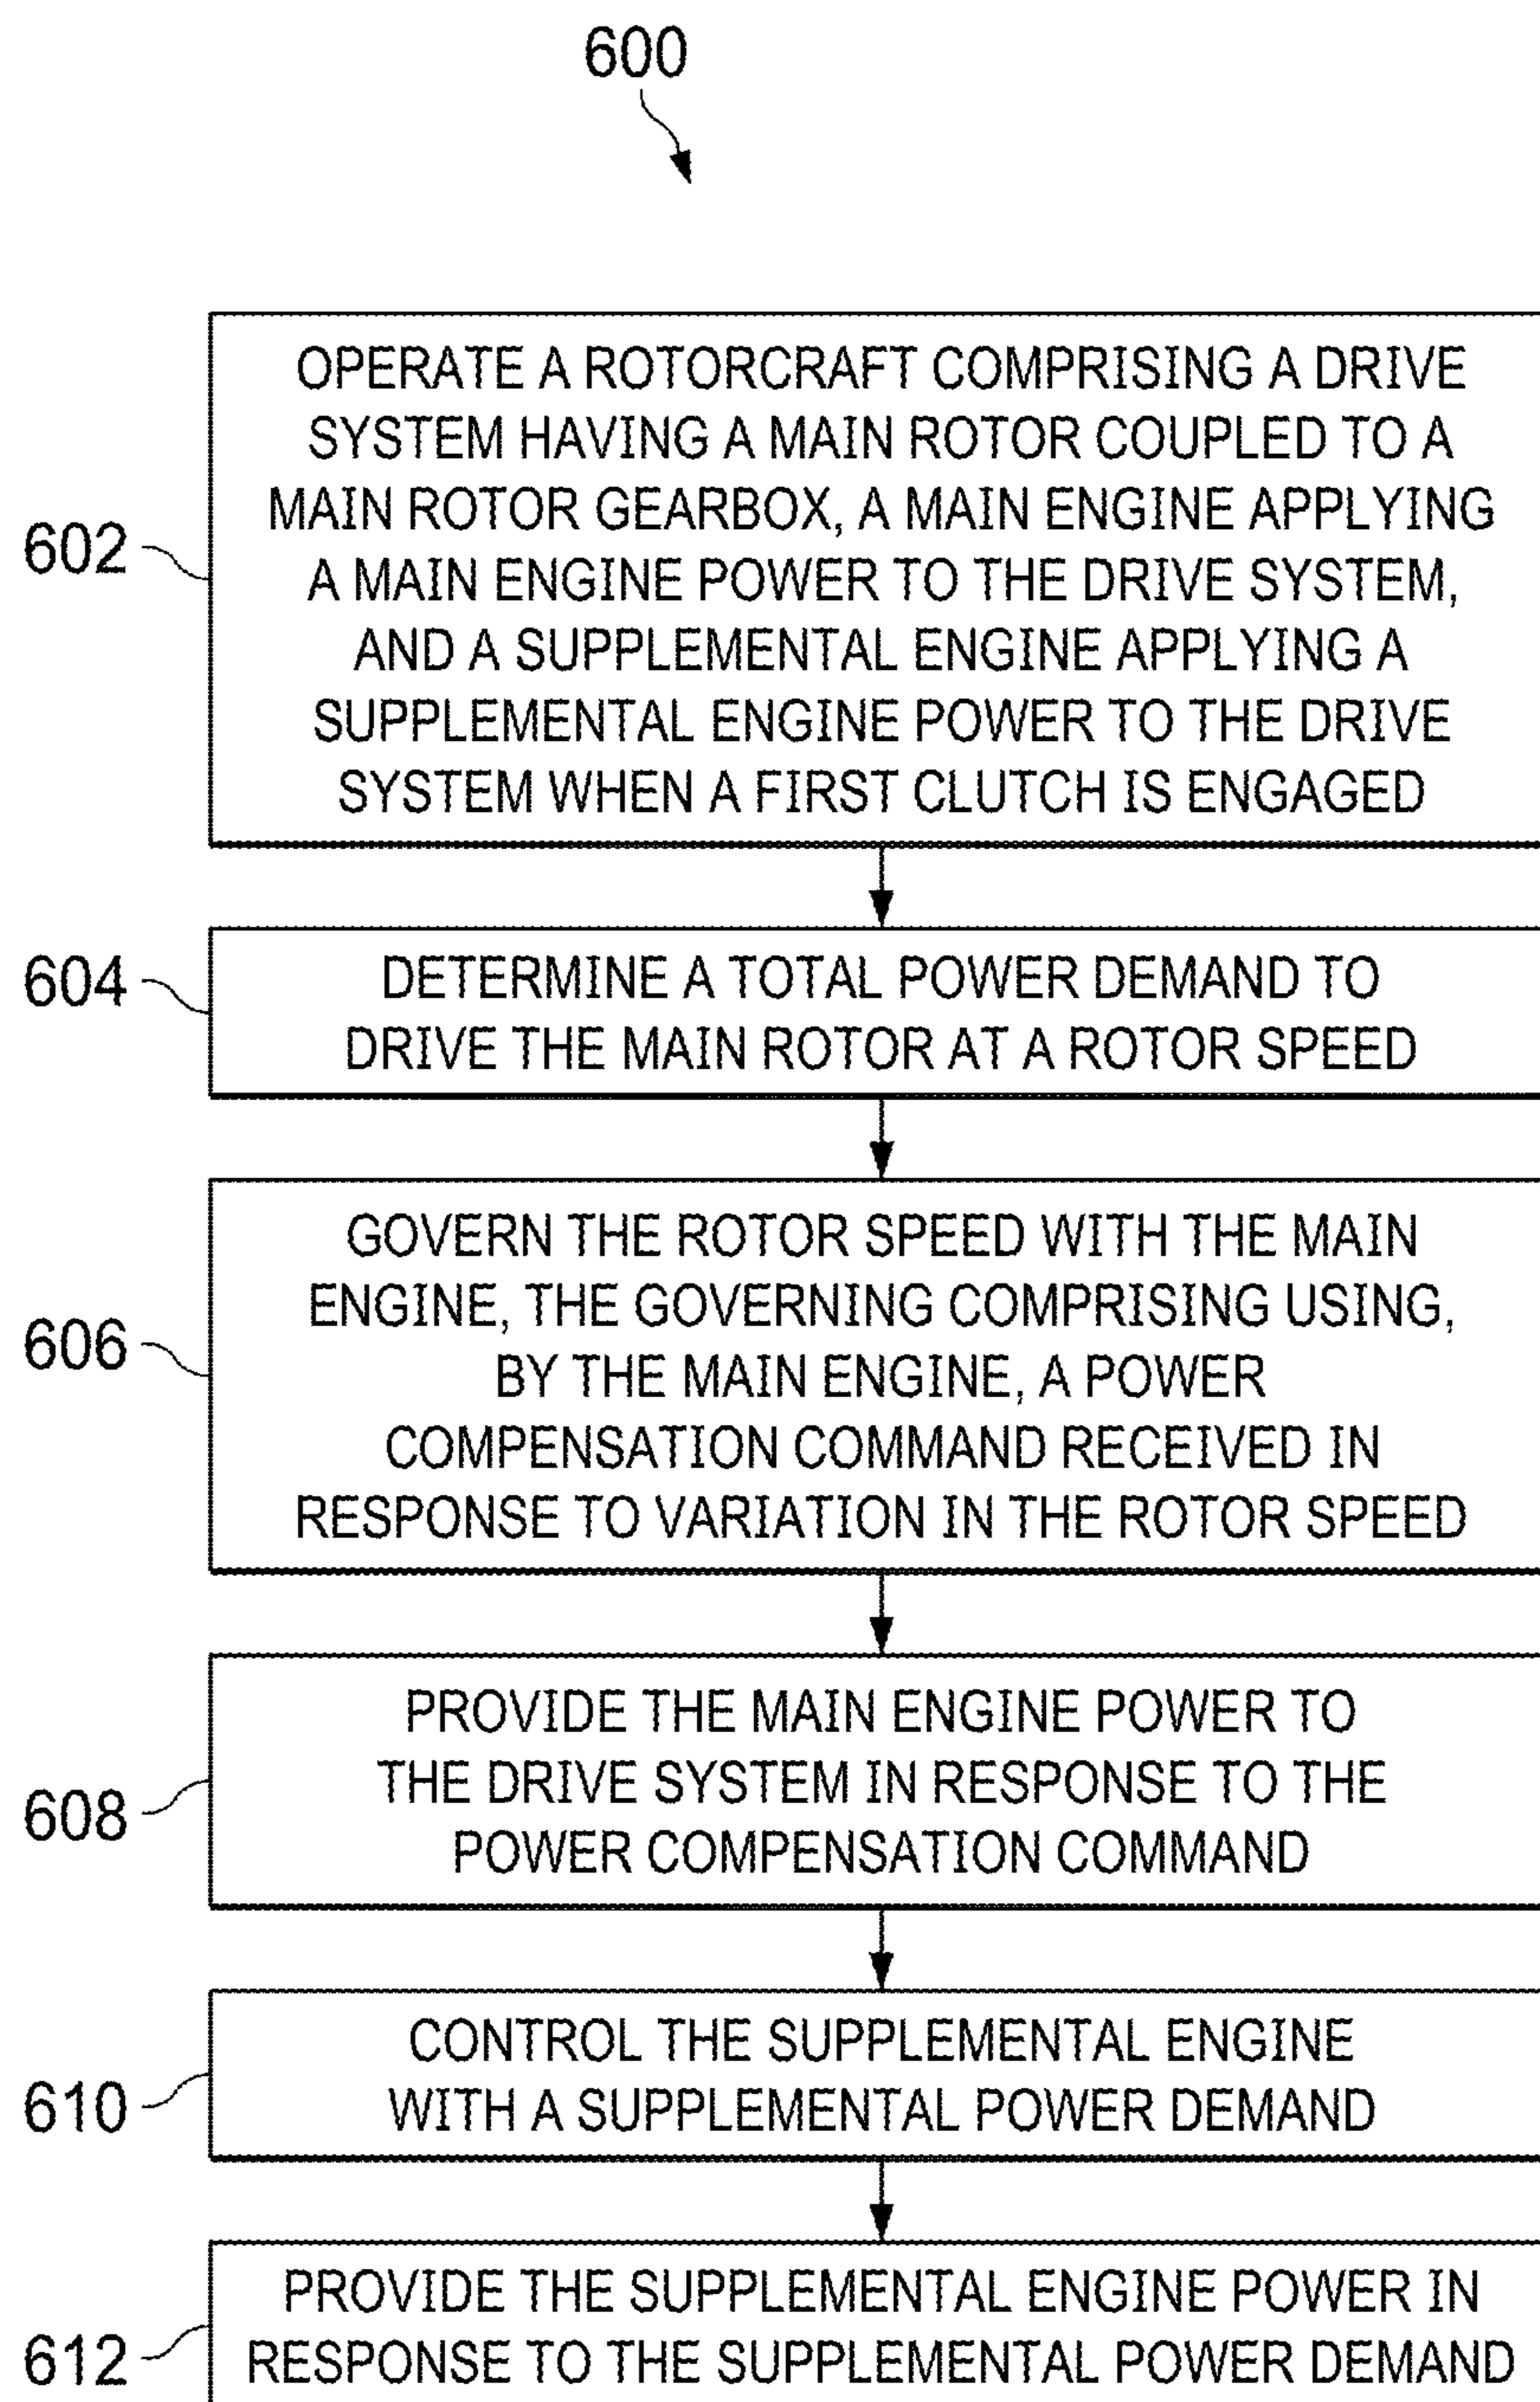 600
602
OPERATE A ROTORCRAFT COMPRISING A DRIVE
SYSTEM HAVING A MAIN ROTOR COUPLED TO A
MAIN ROTOR GEARBOX, A MAIN ENGINE APPLYING
A MAIN ENGINE POWER TO THE DRIVE SYSTEM,
AND A SUPPLEMENTAL ENGINE APPLYING A
SUPPLEMENTAL ENGINE POWER TO THE DRIVE
SYSTEM WHEN A FIRST CLUTCH IS ENGAGED
604
DETERMINE A TOTAL POWER DEMAND TO
DRIVE THE MAIN ROTOR AT A ROTOR SPEED
606
GOVERN THE ROTOR SPEED WITH THE MAIN
ENGINE, THE GOVERNING COMPRISING USING,
BY THE MAIN ENGINE, A POWER
COMPENSATION COMMAND RECEIVED IN
RESPONSE TO VARIATION IN THE ROTOR SPEED
608
PROVIDE THE MAIN ENGINE POWER TO
THE DRIVE SYSTEM IN RESPONSE TO THE
POWER COMPENSATION COMMAND
610
CONTROL THE SUPPLEMENTAL ENGINE
WITH A SUPPLEMENTAL POWER DEMAND
612
PROVIDE THE SUPPLEMENTAL ENGINE POWER IN
RESPONSE TO THE SUPPLEMENTAL POWER DEMAND